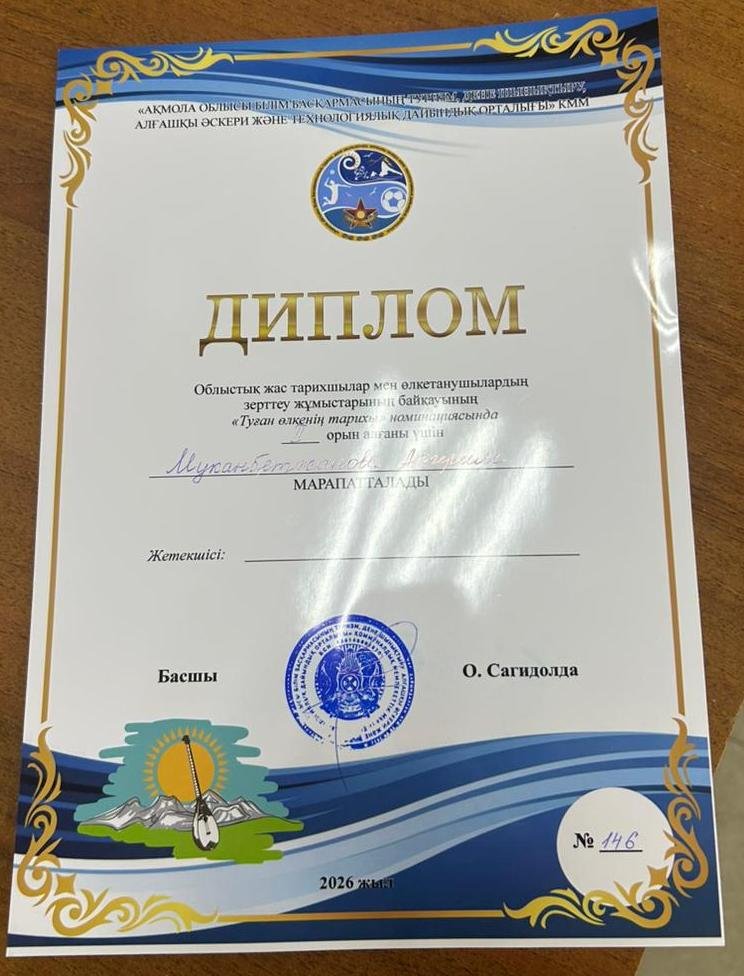 «АҚМОЛА ОБЛЫСЫ БІЛІМ БАСҚАРМАСЫНЫҢ ТУРИЗМ, ДЕНЕ ШЫНЫҚТЫРУ,
АЛҒАШҚЫ ӘСКЕРИ ЖӘНЕ ТЕХНОЛОГИЯЛЫҚ ДАЙЫНДЫҚ ОРТАЛЫҒЫ» КММ
ДИПЛОМ
Облыстық жас тарихшылар мен өлкетанушылардың
зерттеу жұмыстарының байқауының
«Туған өлкенің тарихы» номинациясында
орын алғаны үшін
МАРАПАТТАЛАДЫ
Жетекшісі:
Басшы
О. Сагидолда
№ 146
2026 жыл